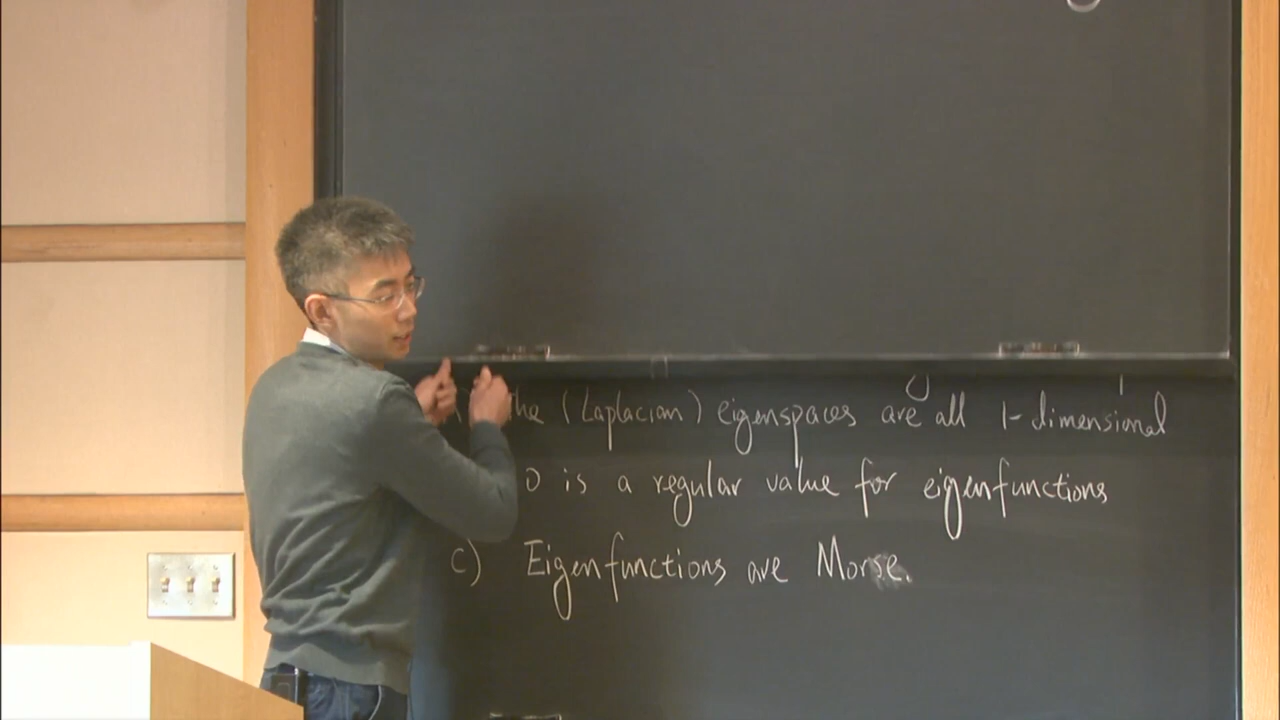 the (Laplacian) eigenspaces are all 1-dimensional
0 is a regular value for eigenfunctions
c) Eigenfunctions are Morse.